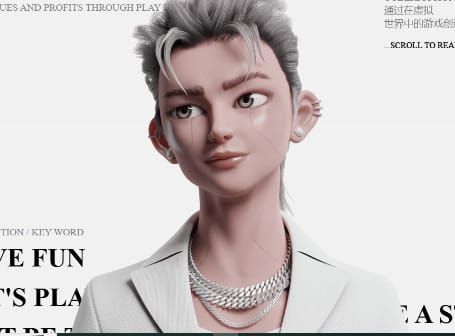 UES AND PROFITS THROUGH PLAY
通过在虚拟
世界中的游戏创
...SCROLL TO REA
TION / KEY WORD
VE FUN
T'S PLA
E A S